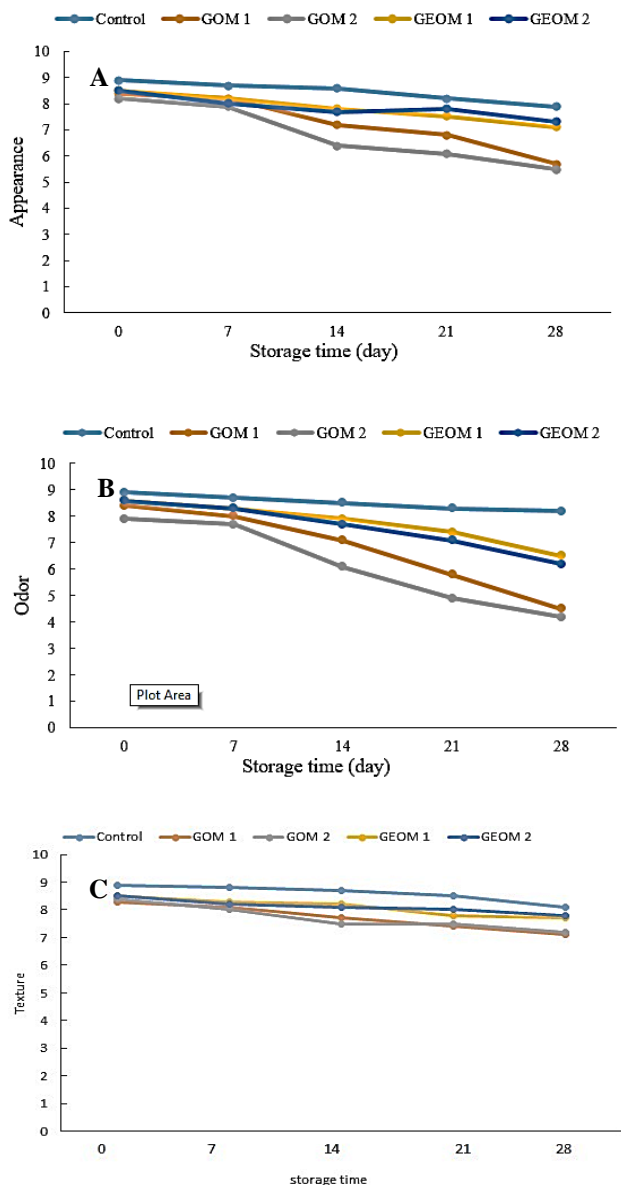 Control GOM 1 GOM 2 GEOM 1 GEOM 2
10
A
9
8
7
6
5
4
3
2
1
0
Appearance
0 7 14 21 28
Storage time (day)
Control GOM 1 GOM 2 GEOM 1 GEOM 2
10
B
9
8
7
6
5
4
3
2
1
0
Odor
Plot Area
0 7 14 21 28
Storage time (day)
Control GOM 1 GOM 2 GEOM 1 GEOM 2
10
C
9
8
7
6
5
4
3
2
1
0
Texture
0 7 14 21 28
storage time